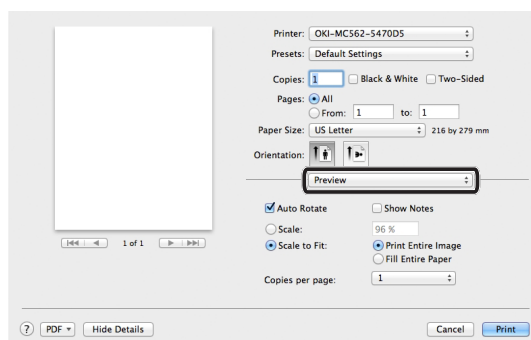 Printer: OKI-MC562-5470D5
Presets: Default Settings
Copies: 1 Black & White Two-Sided
Pages: All
From: 1 to: 1
Paper Size: US Letter 216 by 279 mm
Orientation:
Preview
Auto Rotate Show Notes
Scale: 96 %
1 of 1 Scale to Fit: Print Entire Image
Fill Entire Paper
Copies per page: 1
? PDF Hide Details Cancel Print